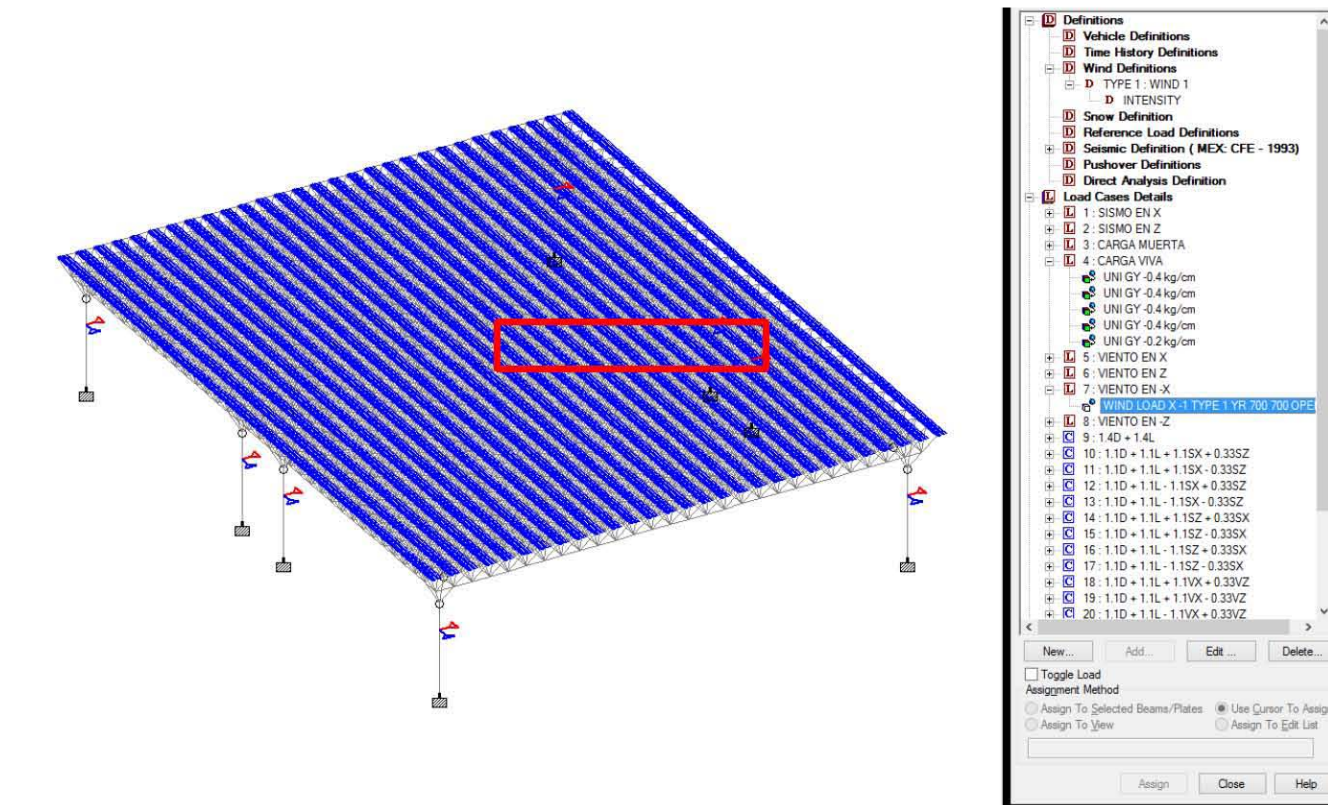 Definitions
Vehicle Definitions
Time History Definitions
Wind Definitions
TYPE 1 : WIND 1
INTENSITY
Snow Definition
Reference Load Definitions
Seismic Definition ( MEX: CFE - 1993)
Pushover Definitions
Direct Analysis Definition
Load Cases Details
1 : SISMO EN X
2 : SISMO EN Z
3 : CARGA MUERTA
4 : CARGA VIVA
UNI GY -0.4 kg/cm
UNI GY -0.4 kg/cm
UNI GY -0.4 kg/cm
UNI GY -0.4 kg/cm
UNI GY -0.2 kg/cm
5 : VIENTO EN X
6 : VIENTO EN Z
7 : VIENTO EN -X
WIND LOAD X -1 TYPE 1 YR 700 700 OPE
8 : VIENTO EN -Z
9 : 1.4D + 1.4L
10 : 1.1D + 1.1L + 1.1SX + 0.33SZ
11 : 1.1D + 1.1L + 1.1SX - 0.33SZ
12 : 1.1D + 1.1L - 1.1SX + 0.33SZ
13 : 1.1D + 1.1L - 1.1SX - 0.33SZ
14 : 1.1D + 1.1L + 1.1SZ + 0.33SX
15 : 1.1D + 1.1L + 1.1SZ - 0.33SX
16 : 1.1D + 1.1L - 1.1SZ + 0.33SX
17 : 1.1D + 1.1L - 1.1SZ - 0.33SX
18 : 1.1D + 1.1L + 1.1VX + 0.33VZ
19 : 1.1D + 1.1L + 1.1VX - 0.33VZ
20 : 1.1D + 1.1L - 1.1VX + 0.33VZ
New... Add... Edit ... Delete...
Toggle Load
Assignment Method
Assign To Selected Beams/Plates Use Cursor To Assig
Assign To View Assign To Edit List
Assign Close Help